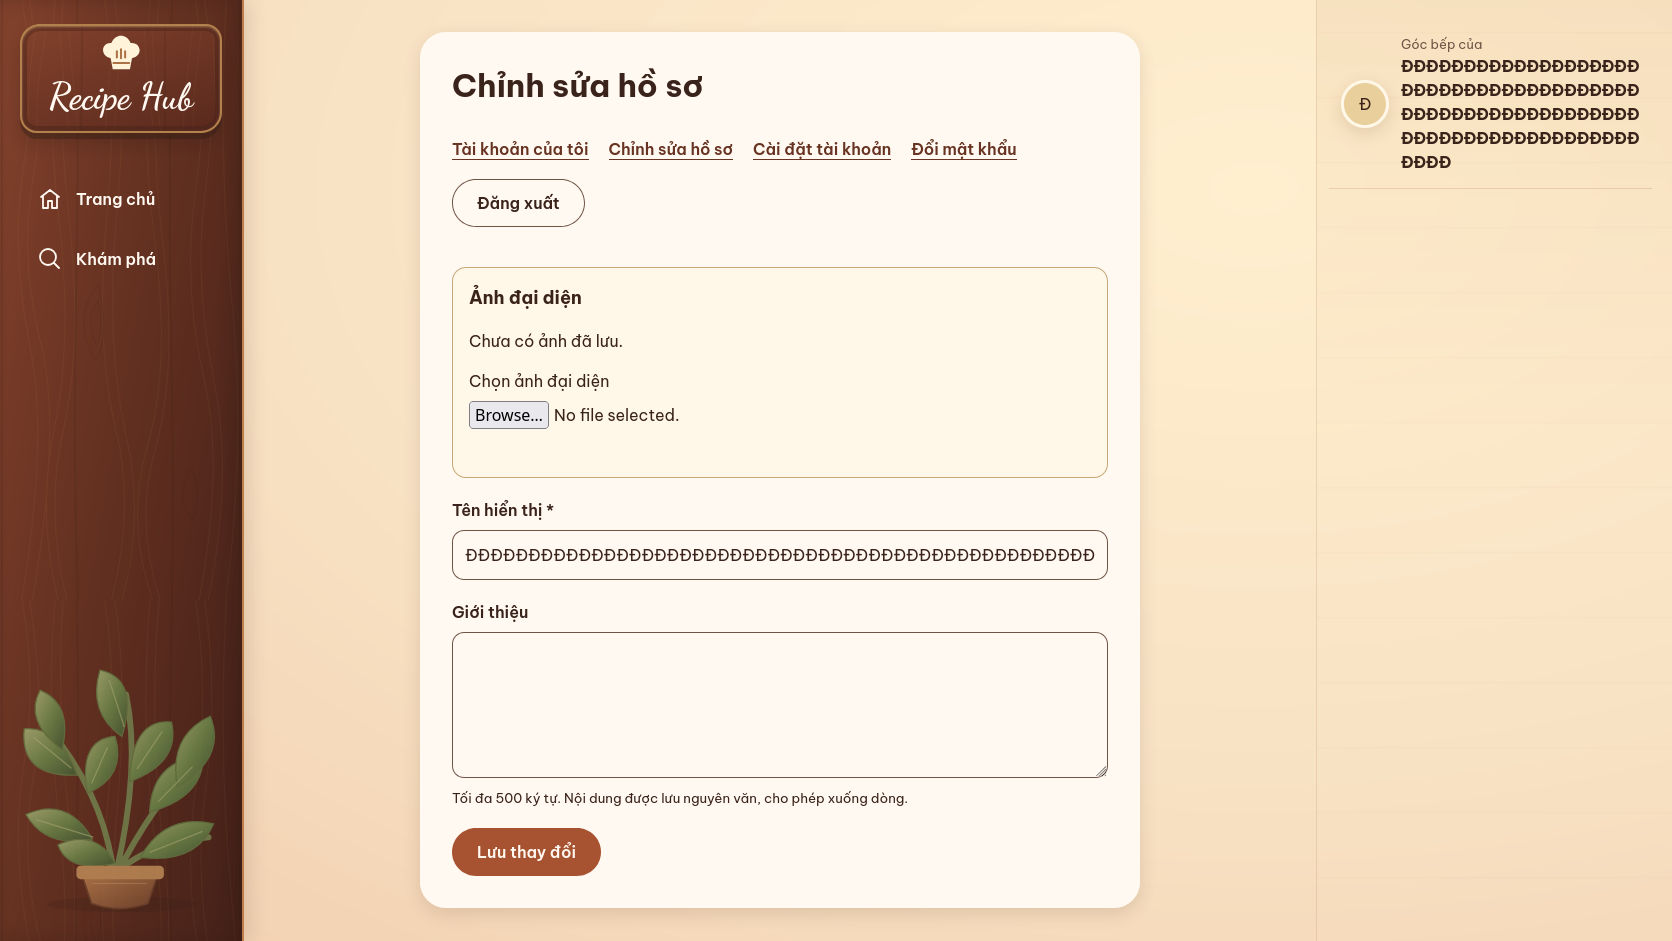 Recipe Hub
Trang chủ
Khám phá
Chỉnh sửa hồ sơ
Tài khoản của tôi Chỉnh sửa hồ sơ Cài đặt tài khoản Đổi mật khẩu
Đăng xuất
Ảnh đại diện
Chưa có ảnh đã lưu.
Chọn ảnh đại diện
Browse... No file selected.
Tên hiển thị *
ĐĐĐĐĐĐĐĐĐĐĐĐĐĐĐĐĐĐĐĐĐĐĐĐĐĐĐĐĐĐĐĐĐĐĐĐĐĐĐĐĐĐĐĐĐĐĐĐĐĐ
Giới thiệu
Tối đa 500 ký tự. Nội dung được lưu nguyên văn, cho phép xuống dòng.
Lưu thay đổi
Góc bếp của
Đ
ĐĐĐĐĐĐĐĐĐĐĐĐĐĐĐĐĐĐĐ
ĐĐĐĐĐĐĐĐĐĐĐĐĐĐĐĐĐĐĐ
ĐĐĐĐĐĐĐĐĐĐĐĐĐĐĐĐĐĐĐ
ĐĐĐĐĐĐĐĐĐĐĐĐĐĐĐĐĐĐĐ
ĐĐĐĐ